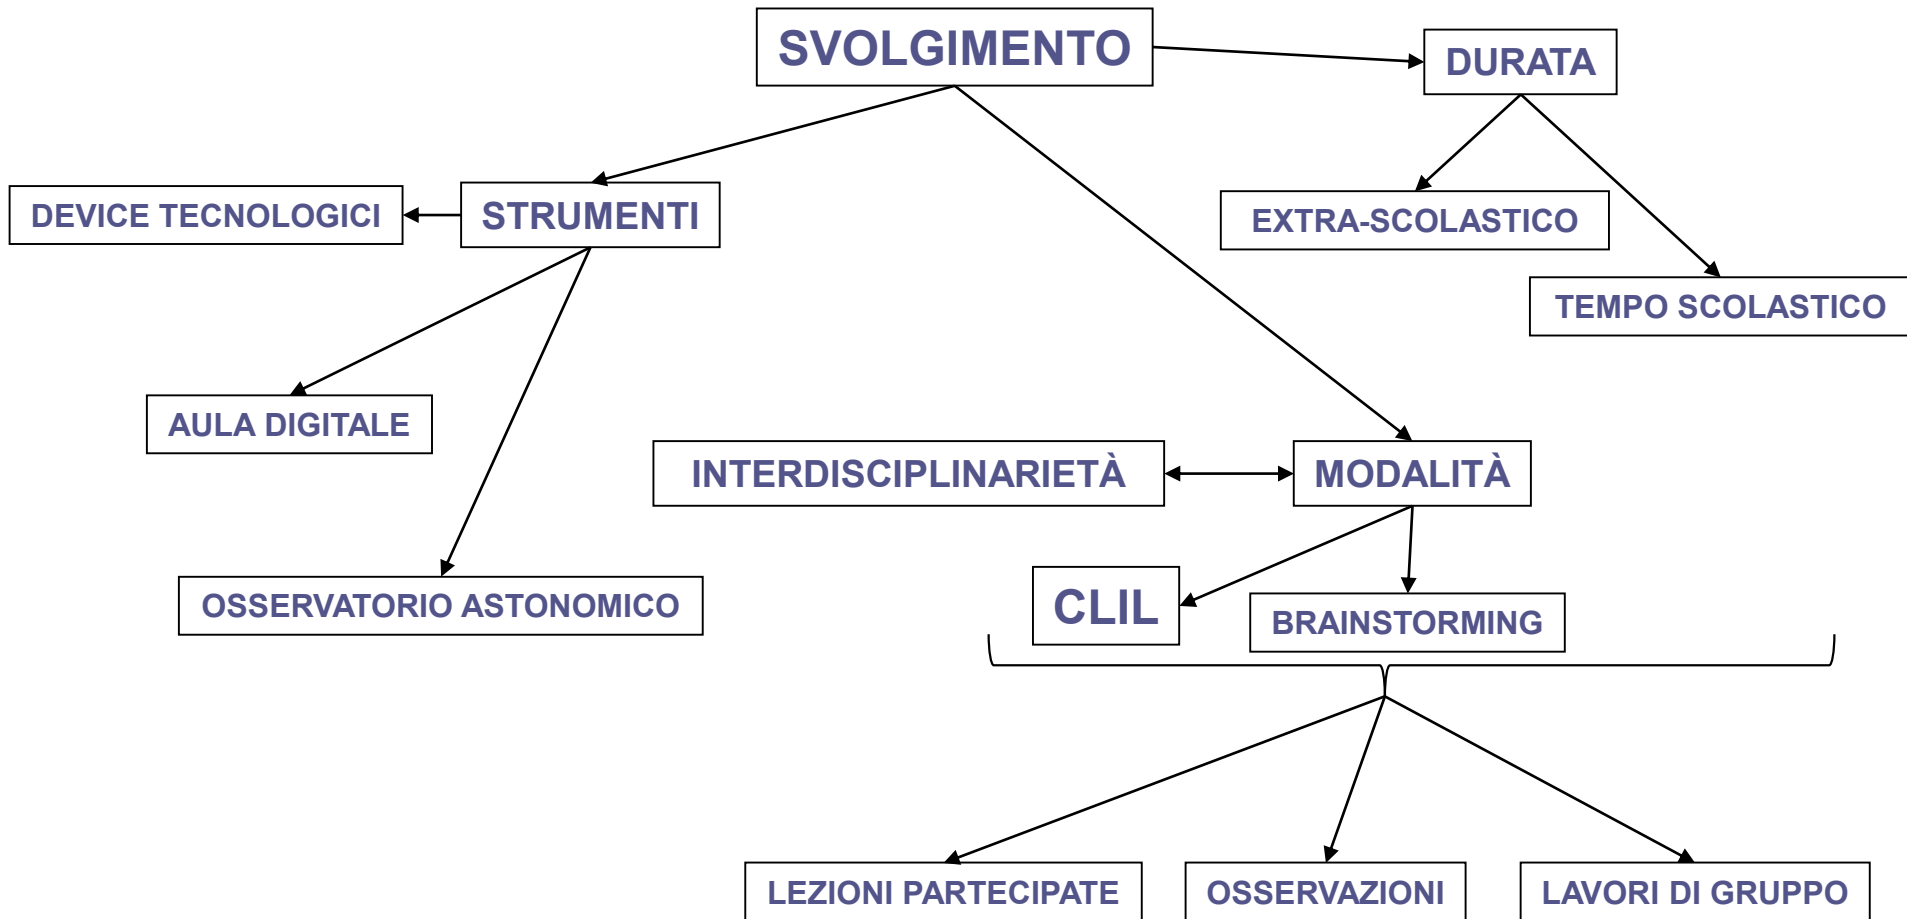 SVOLGIMENTO
DURATA
DEVICE TECNOLOGICI
STRUMENTI
EXTRA-SCOLASTICO
TEMPO SCOLASTICO
AULA DIGITALE
INTERDISCIPLINARIETÀ
MODALITÀ
OSSERVATORIO ASTONOMICO
CLIL
BRAINSTORMING
LEZIONI PARTECIPATE
OSSERVAZIONI
LAVORI DI GRUPPO